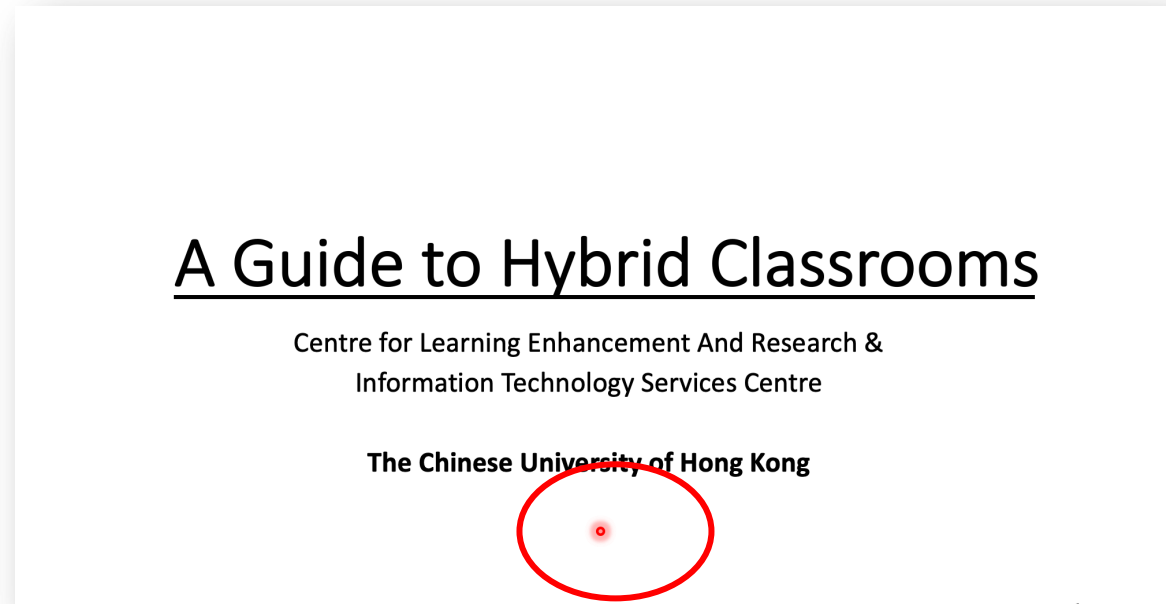 A Guide to Hybrid Classrooms
Centre for Learning Enhancement And Research &
Information Technology Services Centre
The Chinese University of Hong Kong